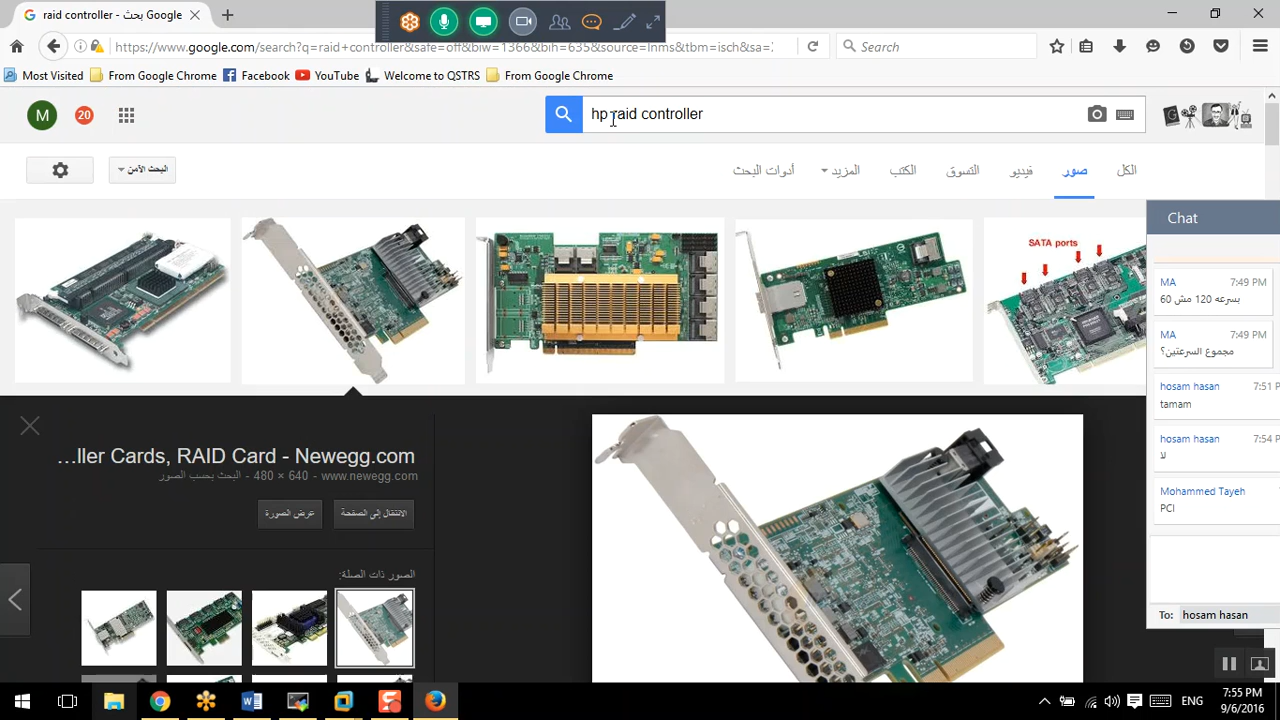 raid controller - بحث Google
https://www.google.com/search?q=raid+controller&safe=off&biw=1366&bih=635&source=lnms&tbm=isch&sa=
Search
Most Visited
From Google Chrome
Facebook
YouTube
Welcome to QSTRS
From Google Chrome
M
20
hp raid controller
الكل
صور
فيديو
التسوق
الكتب
المزيد
أدوات البحث
البحث الآمن
SATA ports
Chat
MA 7:49 PM
بسرعه 120 مش 60
MA 7:49 PM
مجموع السرعتين؟
hosam hasan 7:51 P
tamam
hosam hasan 7:54 P
لا
Mohammed Tayeh
PCI
To: hosam hasan
...ller Cards, RAID Card - Newegg.com
www.newegg.com - 640 × 480 - البحث بحسب الصور
الانتقال إلى الصفحة
عرض الصورة
الصور ذات الصلة:
ENG
7:55 PM
9/6/2016